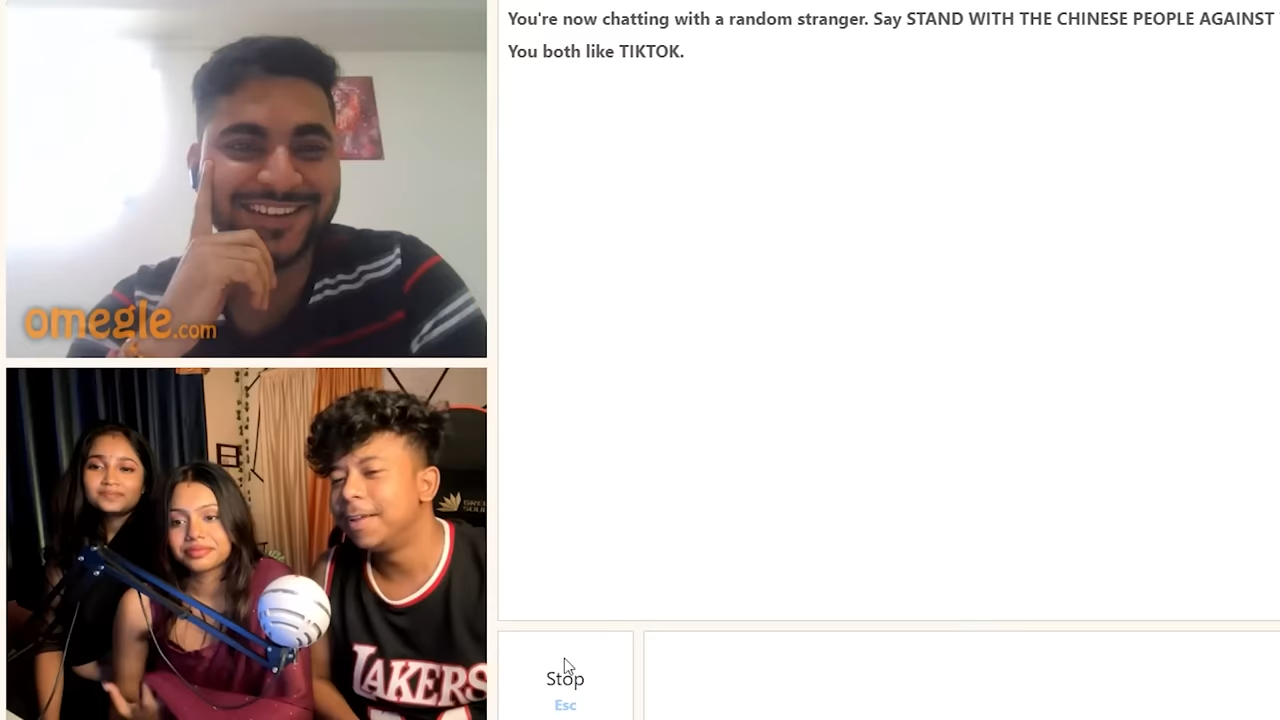 You're now chatting with a random stranger. Say STAND WITH THE CHINESE PEOPLE AGAINST
You both like TIKTOK.
omegle.com
LAKERS
Stop
Esc